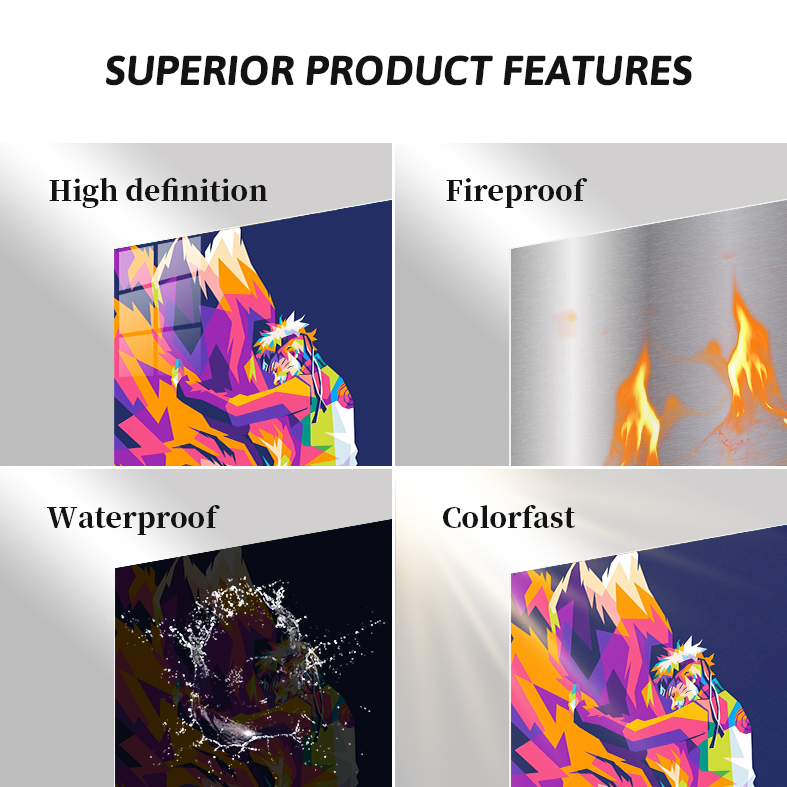 SUPERIOR PRODUCT FEATURES
High definition
Fireproof
Waterproof
Colorfast